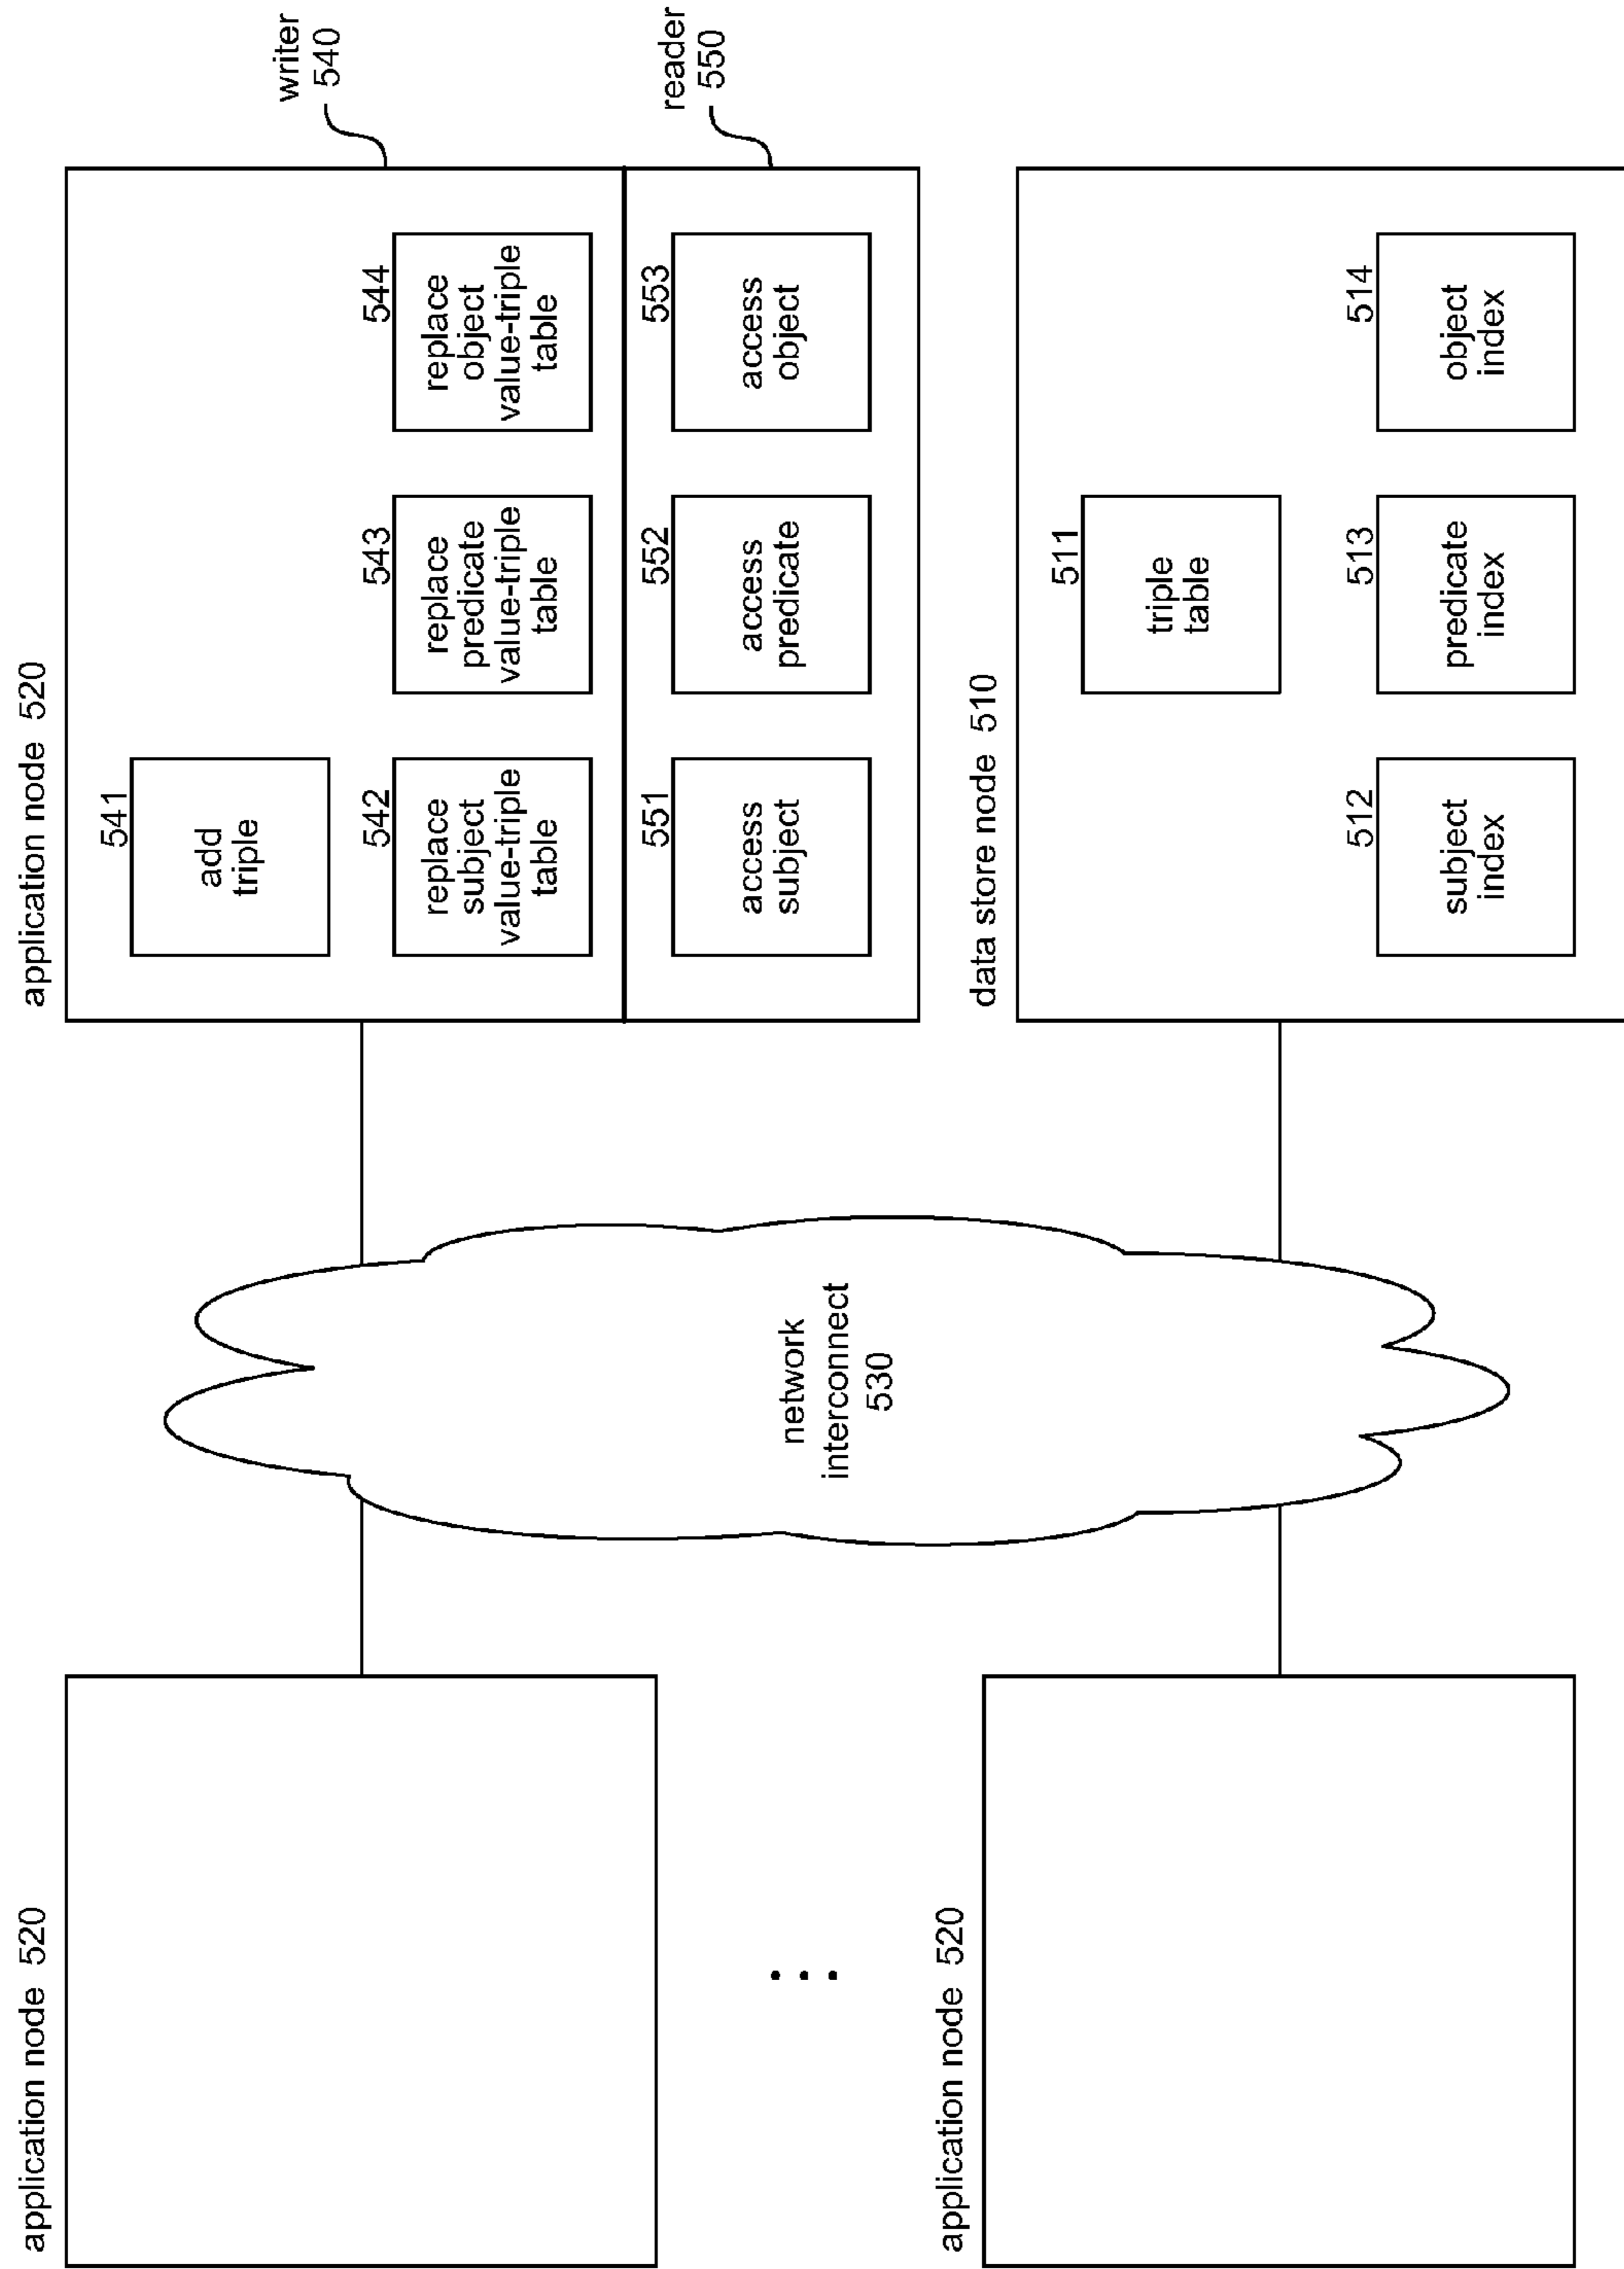 application node 520
application node 520
• • •
network
interconnect
530
application node 520
writer
540
541
add
triple
542
replace
subject
value-triple
table
543
replace
predicate
value-triple
table
544
replace
object
value-triple
table
reader
550
551
access
subject
552
access
predicate
553
access
object
data store node 510
511
triple
table
512
subject
index
513
predicate
index
514
object
index